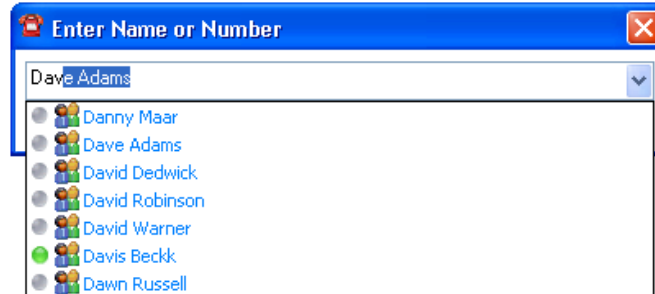 Enter Name or Number
Dave Adams
Danny Maar
Dave Adams
David Dedwick
David Robinson
David Warner
Davis Beckk
Dawn Russell